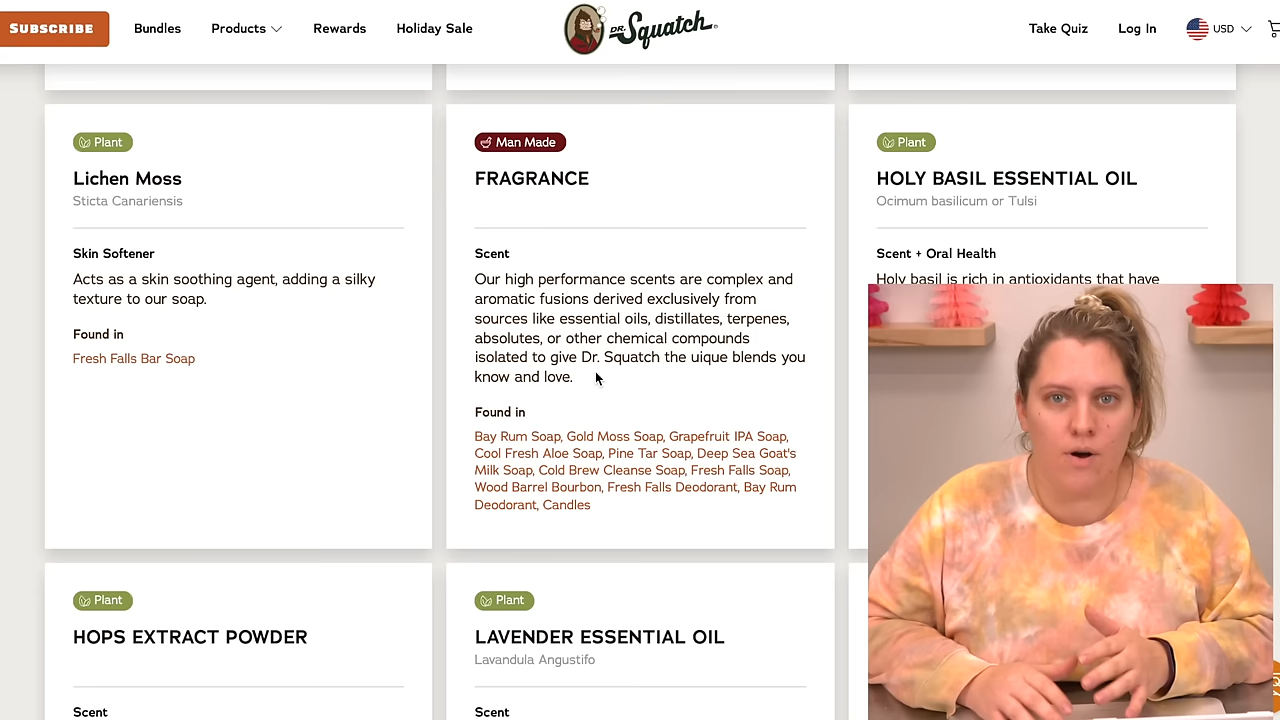 SUBSCRIBE
Bundles
Products
Rewards
Holiday Sale
DR. Squatch
Take Quiz
Log In
USD
Plant
Lichen Moss
Sticta Canariensis
Skin Softener
Acts as a skin soothing agent, adding a silky
texture to our soap.
Found in
Fresh Falls Bar Soap
Man Made
FRAGRANCE
Scent
Our high performance scents are complex and
aromatic fusions derived exclusively from
sources like essential oils, distillates, terpenes,
absolutes, or other chemical compounds
isolated to give Dr. Squatch the uique blends you
know and love.
Found in
Bay Rum Soap, Gold Moss Soap, Grapefruit IPA Soap,
Cool Fresh Aloe Soap, Pine Tar Soap, Deep Sea Goat's
Milk Soap, Cold Brew Cleanse Soap, Fresh Falls Soap,
Wood Barrel Bourbon, Fresh Falls Deodorant, Bay Rum
Deodorant, Candles
Plant
HOLY BASIL ESSENTIAL OIL
Ocimum basilicum or Tulsi
Scent + Oral Health
Holy basil is rich in antioxidants that have
Plant
HOPS EXTRACT POWDER
Scent
Plant
LAVENDER ESSENTIAL OIL
Lavandula Angustifo
Scent